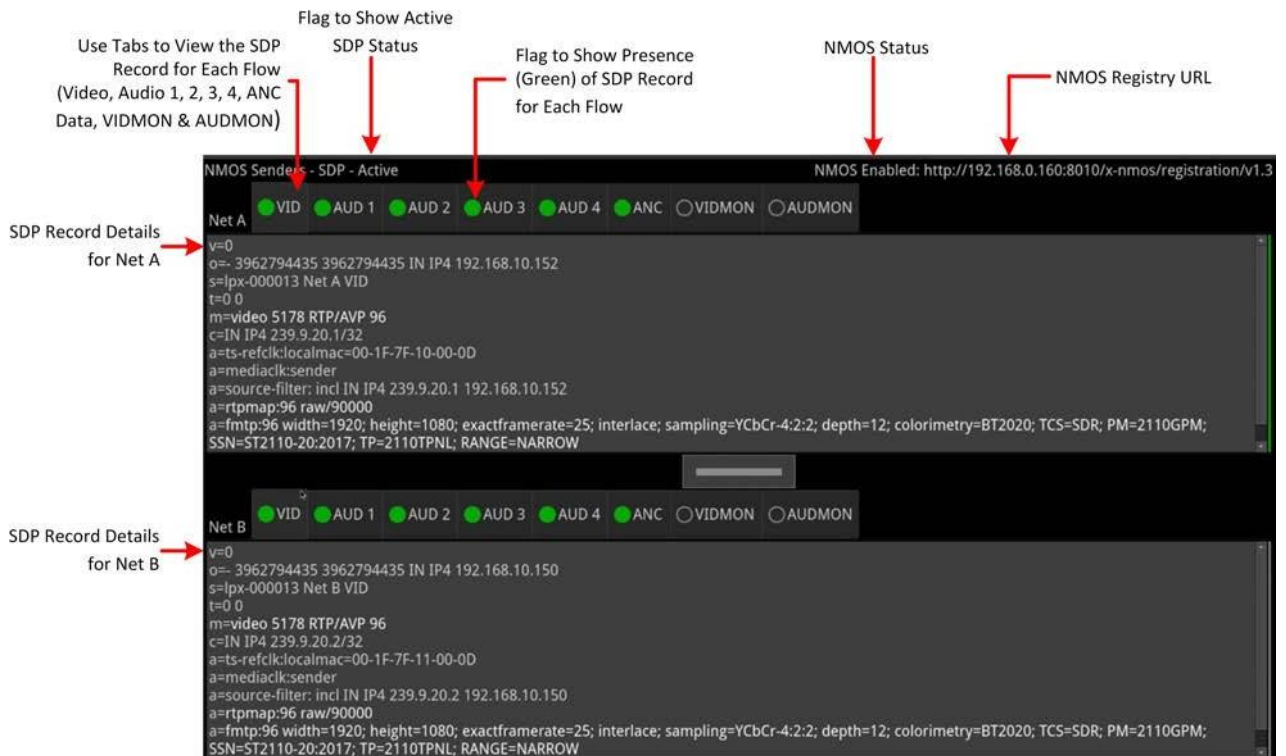 Flag to Show Active
SDP Status
Use Tabs to View the SDP
Record for Each Flow
(Video, Audio 1, 2, 3, 4, ANC
Data, VIDMON & AUDMON)
Flag to Show Presence
(Green) of SDP Record
for Each Flow
NMOS Status
NMOS Registry URL
NMOS Senders - SDP - Active
NMOS Enabled: http://192.168.0.160:8010/x-nmos/registration/v1.3
Net A
VID AUD 1 AUD 2 AUD 3 AUD 4 ANC VIDMON AUDMON
SDP Record Details
for Net A
v=0
o=- 3962794435 3962794435 IN IP4 192.168.10.152
s=lpx-000013 Net A VID
t=0 0
m=video 5178 RTP/AVP 96
c=IN IP4 239.9.20.1/32
a=ts-refclk:localmac=00-1F-7F-10-00-0D
a=mediaclk:sender
a=source-filter: incl IN IP4 239.9.20.1 192.168.10.152
a=rtpmap:96 raw/90000
a=fmtp:96 width=1920; height=1080; exactframerate=25; interlace; sampling=YCbCr-4:2:2; depth=12; colorimetry=BT2020; TCS=SDR; PM=2110GPM;
SSN=ST2110-20:2017; TP=2110TPNL; RANGE=NARROW
Net B
VID AUD 1 AUD 2 AUD 3 AUD 4 ANC VIDMON AUDMON
SDP Record Details
for Net B
v=0
o=- 3962794435 3962794435 IN IP4 192.168.10.150
s=lpx-000013 Net B VID
t=0 0
m=video 5178 RTP/AVP 96
c=IN IP4 239.9.20.2/32
a=ts-refclk:localmac=00-1F-7F-11-00-0D
a=mediaclk:sender
a=source-filter: incl IN IP4 239.9.20.2 192.168.10.150
a=rtpmap:96 raw/90000
a=fmtp:96 width=1920; height=1080; exactframerate=25; interlace; sampling=YCbCr-4:2:2; depth=12; colorimetry=BT2020; TCS=SDR; PM=2110GPM;
SSN=ST2110-20:2017; TP=2110TPNL; RANGE=NARROW